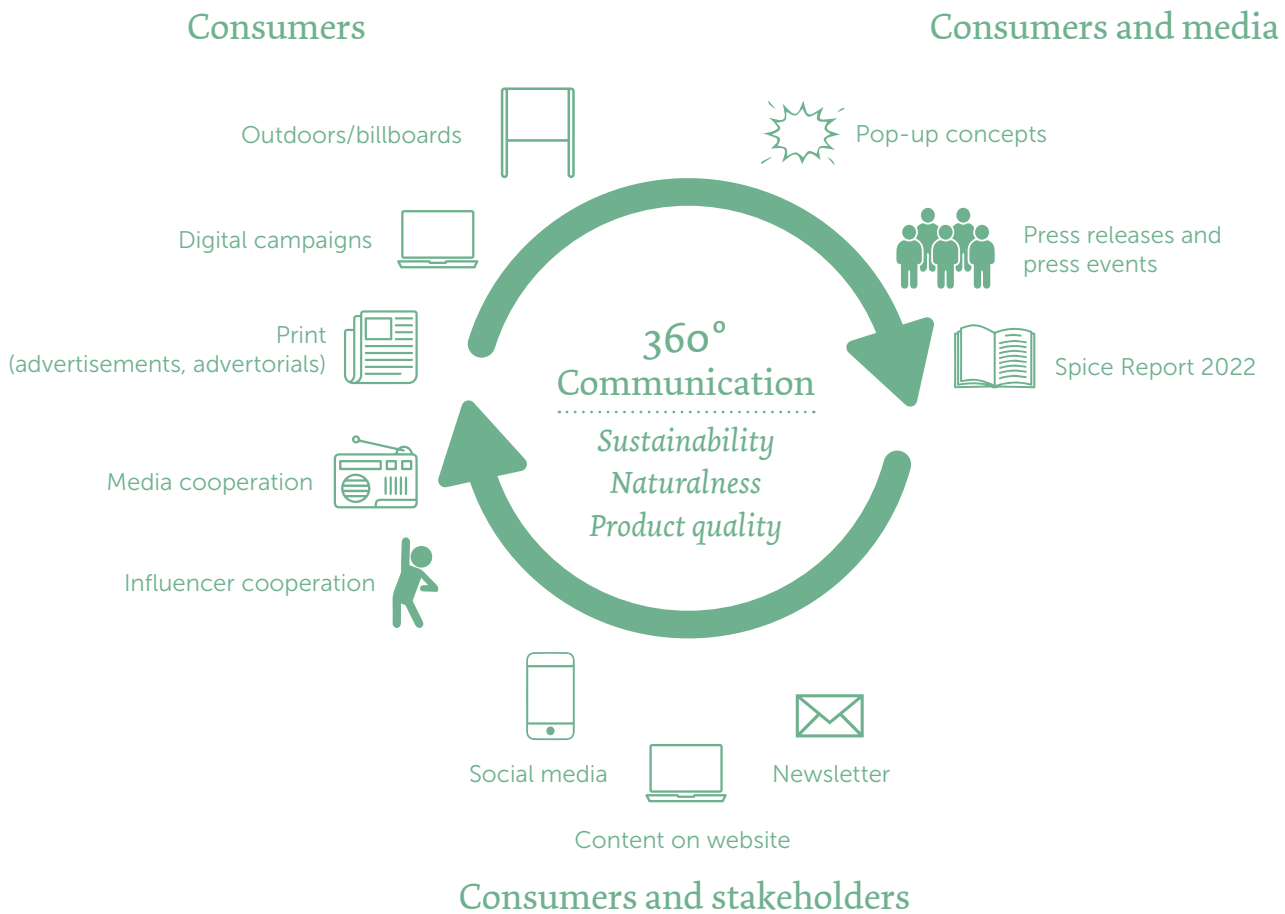 Consumers
Consumers and media
Outdoors/billboards
Pop-up concepts
Digital campaigns
Press releases and
press events
Print
(advertisements, advertorials)
Spice Report 2022
360°
Communication
Sustainability
Naturalness
Product quality
Media cooperation
Influencer cooperation
Social media
Newsletter
Content on website
Consumers and stakeholders